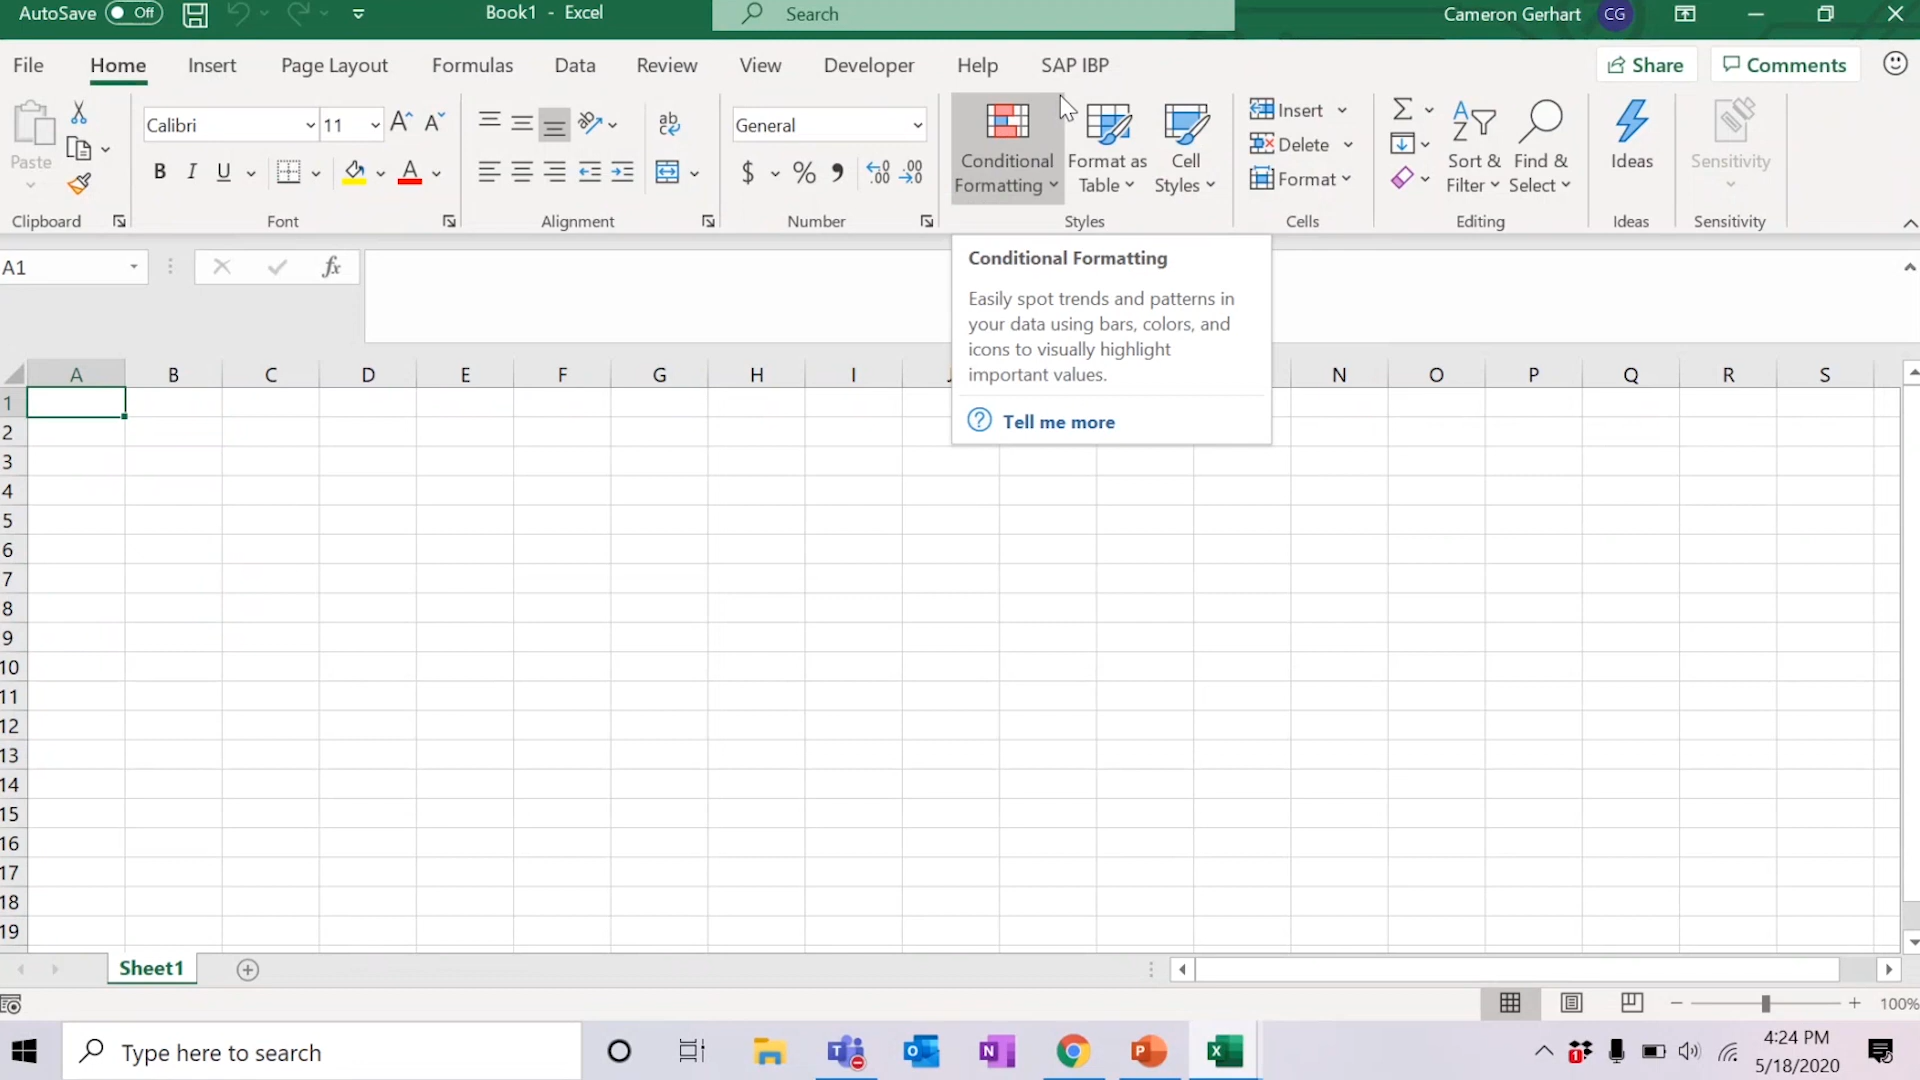 AutoSave Off Book1 - Excel Search Cameron Gerhart CG
File Home Insert Page Layout Formulas Data Review View Developer Help SAP IBP Share Comments
Paste
Clipboard
Calibri 11
B I U A
Font
ab
Alignment
General
$ % 9
Number
Conditional Formatting
Format as Table
Cell Styles
Styles
Insert
Delete
Format
Cells
Sort & Filter
Find & Select
Editing
Ideas
Ideas
Sensitivity
Sensitivity
A1 fx
Conditional Formatting
Easily spot trends and patterns in
your data using bars, colors, and
icons to visually highlight
important values.
Tell me more
A B C D E F G H I J N O P Q R S
1
2
3
4
5
6
7
8
9
10
11
12
13
14
15
16
17
18
19
Sheet1
100%
Type here to search
4:24 PM
5/18/2020